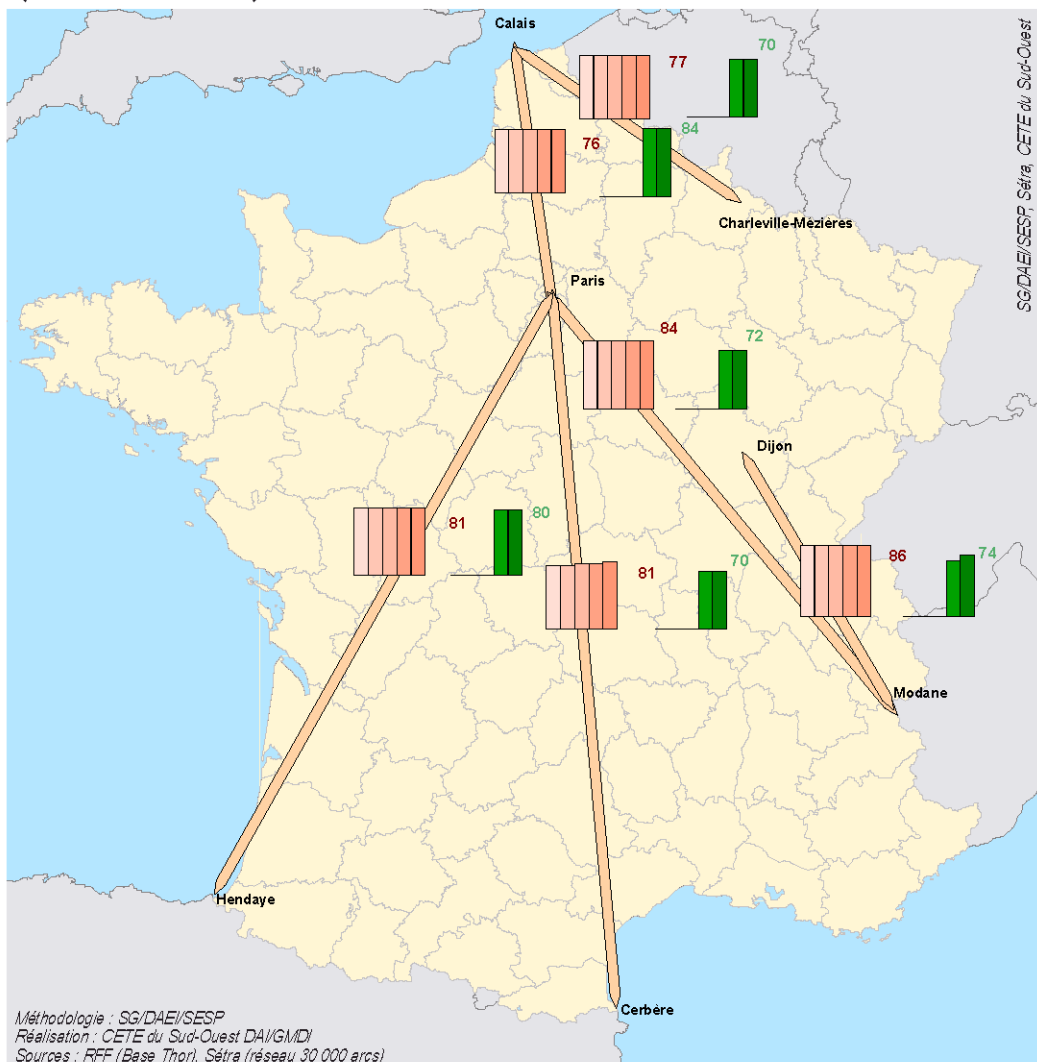 Calais
77
70
SG/DAEI/SESP, Sétra, CETE du Sud-Ouest
76
84
Charleville-Mézières
Paris
84
72
Dijon
81
80
81
70
86
74
Modane
Hendaye
Cerbère
Méthodologie : SG/DAEI/SESP
Réalisation : CETE du Sud-Ouest DAI/GMDI
Sources : RFF (Base Thor), Sétra (réseau 30 000 arcs)